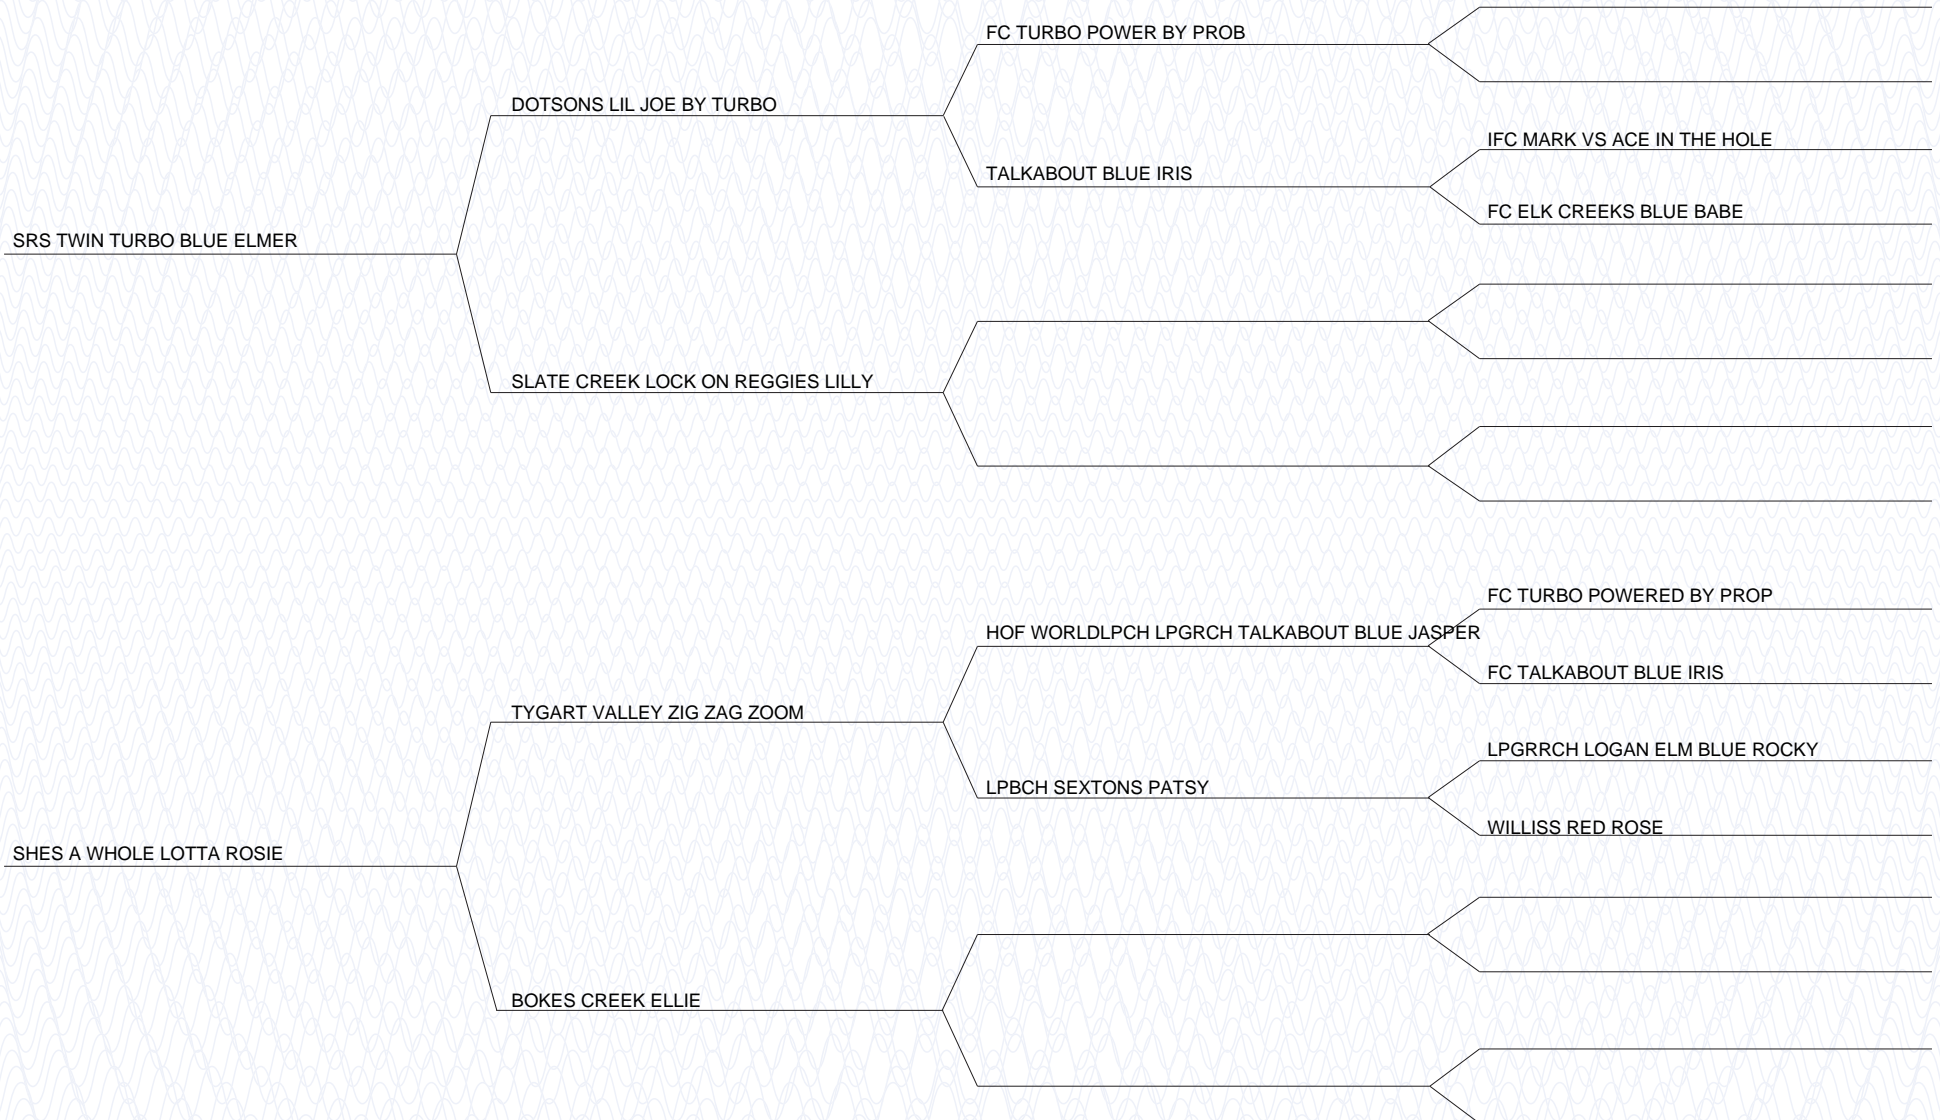 FC TURBO POWER BY PROB
DOTSONS LIL JOE BY TURBO
IFC MARK VS ACE IN THE HOLE
TALKABOUT BLUE IRIS
FC ELK CREEKS BLUE BABE
SRS TWIN TURBO BLUE ELMER
SLATE CREEK LOCK ON REGGIES LILLY
FC TURBO POWERED BY PROP
HOF WORLDLPCH LPGRCH TALKABOUT BLUE JASPER
FC TALKABOUT BLUE IRIS
TYGART VALLEY ZIG ZAG ZOOM
LPGRRCH LOGAN ELM BLUE ROCKY
LPBCH SEXTONS PATSY
WILLISS RED ROSE
SHES A WHOLE LOTTA ROSIE
BOKES CREEK ELLIE